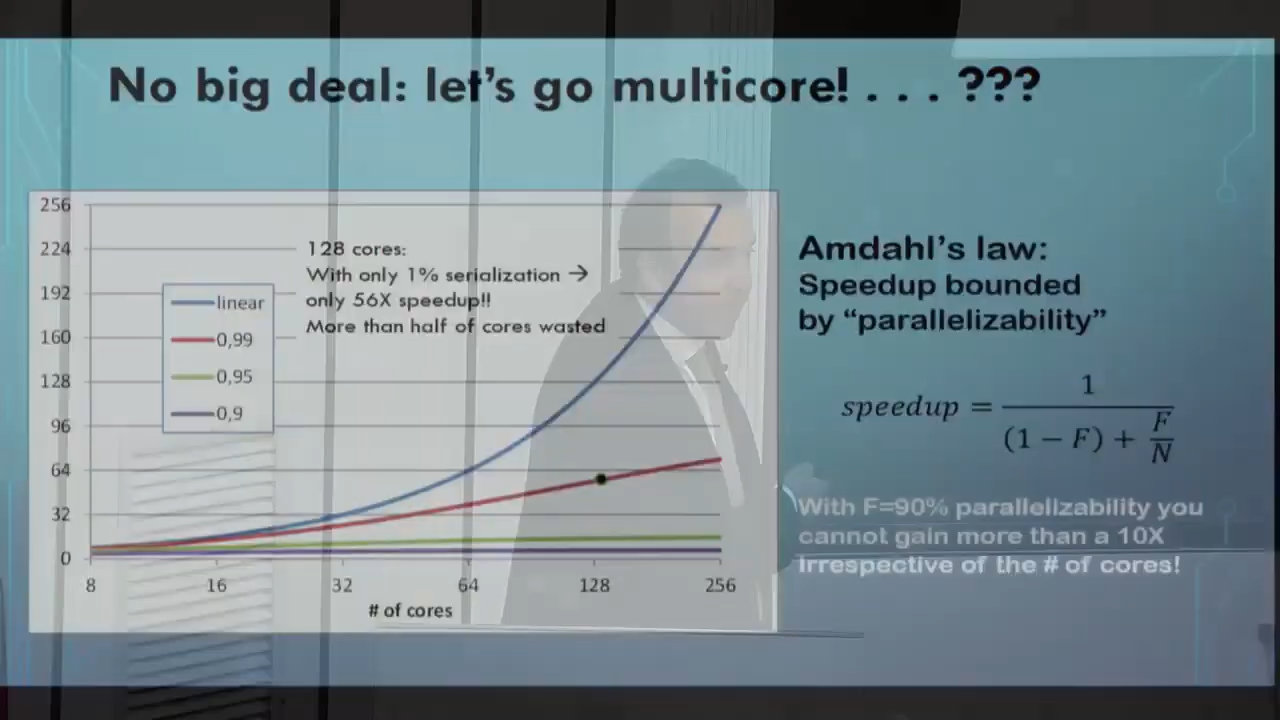 No big deal: let's go multicore! . . . ???
256
224
192
160
128
96
64
32
0
8 16 32 64 128 256
# of cores
linear
0,99
0,95
0,9
128 cores:
With only 1% serialization →
only 56X speedup!!
More than half of cores wasted
Amdahl's law:
Speedup bounded
by “parallelizability”
speedup = 1 / ((1 − F) + F/N)
With F=90% parallelizability you
cannot gain more than a 10X
Irrespective of the # of cores!